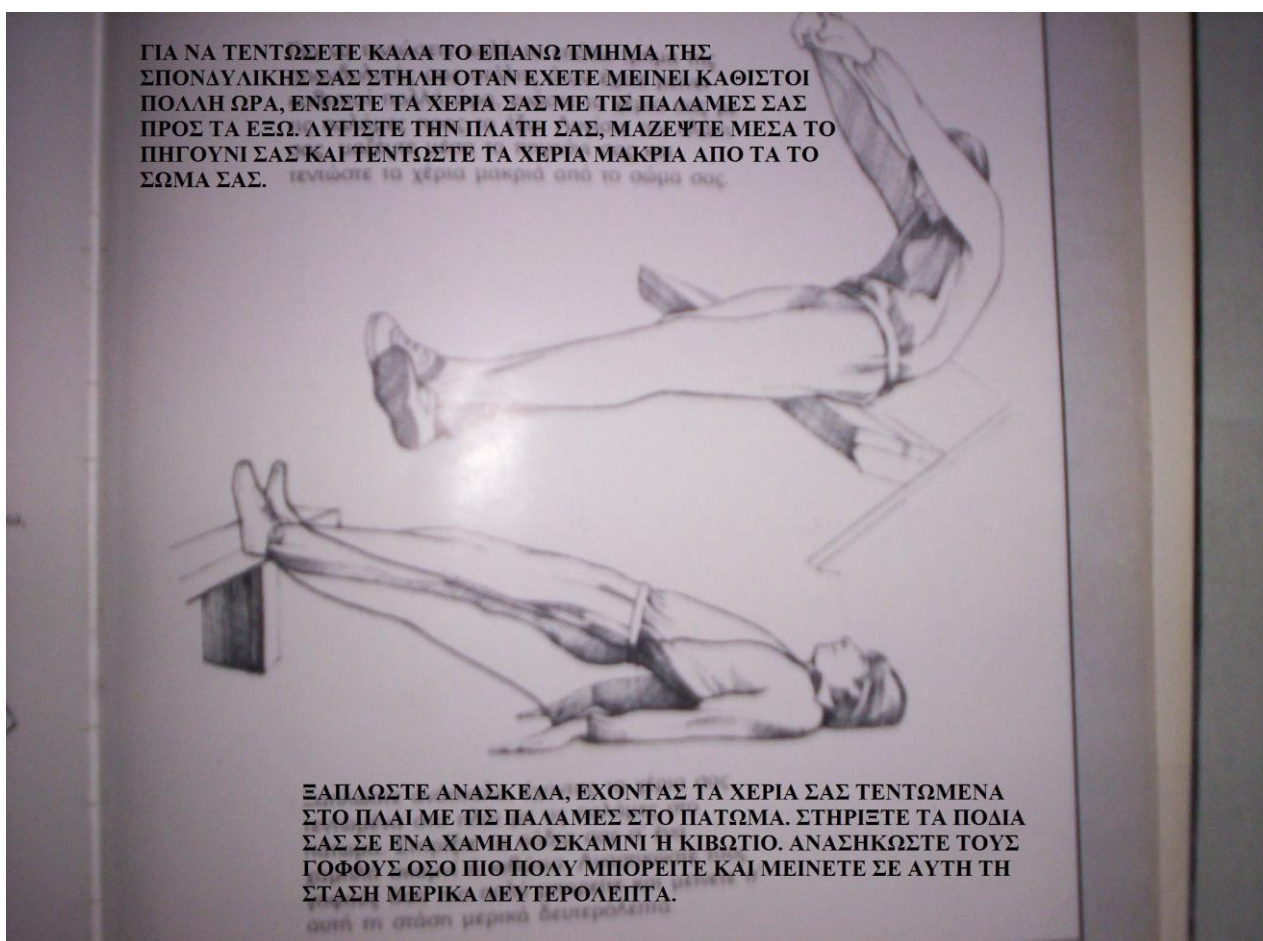 ΓΙΑ ΝΑ ΤΕΝΤΩΣΕΤΕ ΚΑΛΑ ΤΟ ΕΠΑΝΩ ΤΜΗΜΑ ΤΗΣ
ΣΠΟΝΔΥΛΙΚΗΣ ΣΑΣ ΣΤΗΛΗ ΟΤΑΝ ΕΧΕΤΕ ΜΕΙΝΕΙ ΚΑΘΙΣΤΟΙ
ΠΟΛΛΗ ΩΡΑ, ΕΝΩΣΤΕ ΤΑ ΧΕΡΙΑ ΣΑΣ ΜΕ ΤΙΣ ΠΑΛΑΜΕΣ ΣΑΣ
ΠΡΟΣ ΤΑ ΕΞΩ. ΛΥΓΙΣΤΕ ΤΗΝ ΠΛΑΤΗ ΣΑΣ, ΜΑΖΕΨΤΕ ΜΕΣΑ ΤΟ
ΠΗΓΟΥΝΙ ΣΑΣ ΚΑΙ ΤΕΝΤΩΣΤΕ ΤΑ ΧΕΡΙΑ ΜΑΚΡΙΑ ΑΠΟ ΤΑ ΤΟ
ΣΩΜΑ ΣΑΣ.
τεντώστε τα χέρια μακριά από το σώμα σας.
ΞΑΠΛΩΣΤΕ ΑΝΑΣΚΕΛΑ, ΕΧΟΝΤΑΣ ΤΑ ΧΕΡΙΑ ΣΑΣ ΤΕΝΤΩΜΕΝΑ
ΣΤΟ ΠΛΑΙ ΜΕ ΤΙΣ ΠΑΛΑΜΕΣ ΣΤΟ ΠΑΤΩΜΑ. ΣΤΗΡΙΞΤΕ ΤΑ ΠΟΔΙΑ
ΣΑΣ ΣΕ ΕΝΑ ΧΑΜΗΛΟ ΣΚΑΜΝΙ Ή ΚΙΒΩΤΙΟ. ΑΝΑΣΗΚΩΣΤΕ ΤΟΥΣ
ΓΟΦΟΥΣ ΟΣΟ ΠΙΟ ΠΟΛΥ ΜΠΟΡΕΙΤΕ ΚΑΙ ΜΕΙΝΕΤΕ ΣΕ ΑΥΤΗ ΤΗ
ΣΤΑΣΗ ΜΕΡΙΚΑ ΔΕΥΤΕΡΟΛΕΠΤΑ.
αυτή τη στάση μερικά δευτερόλεπτα.